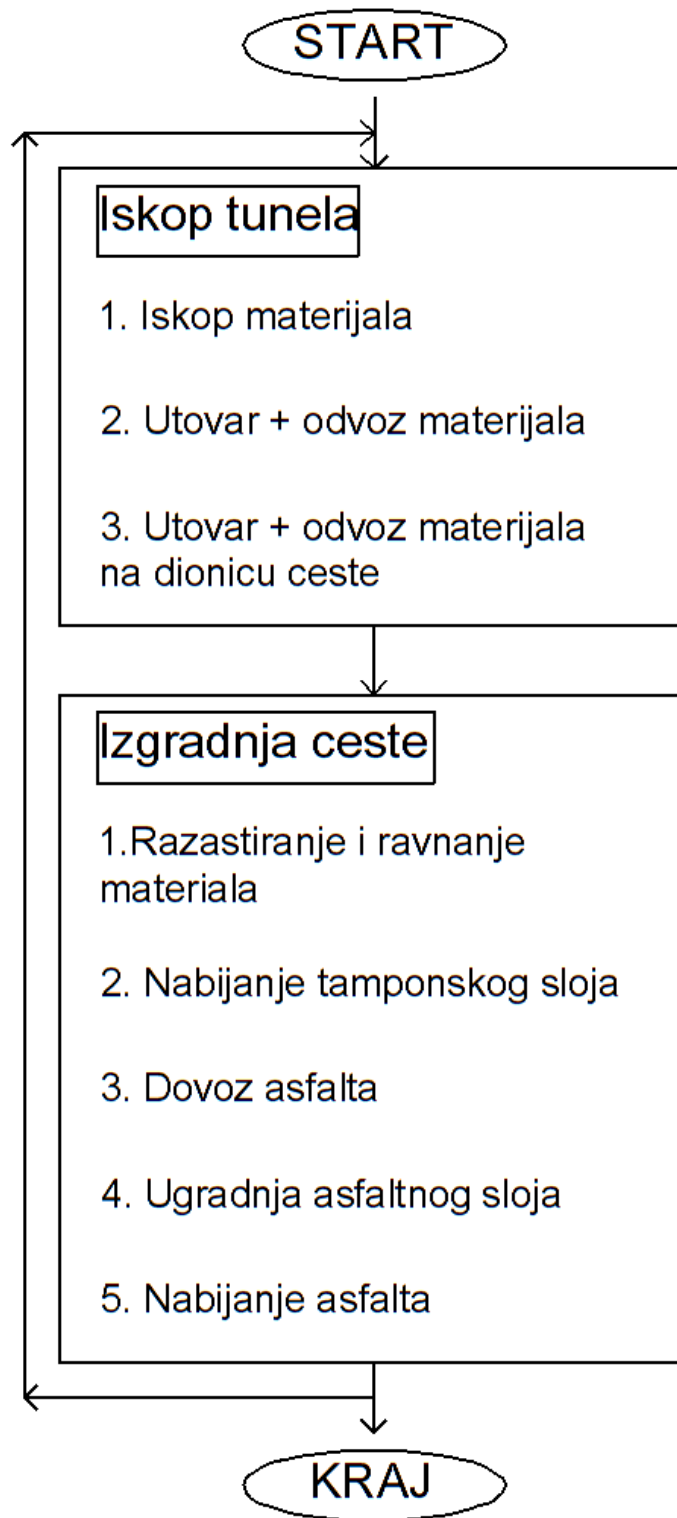 START
Iskop tunela
1. Iskop materijala
2. Utovar + odvoz materijala
3. Utovar + odvoz materijala
na dionicu ceste
Izgradnja ceste
1.Razastiranje i ravnanje
materiala
2. Nabijanje tamponskog sloja
3. Dovoz asfalta
4. Ugradnja asfaltnog sloja
5. Nabijanje asfalta
KRAJ